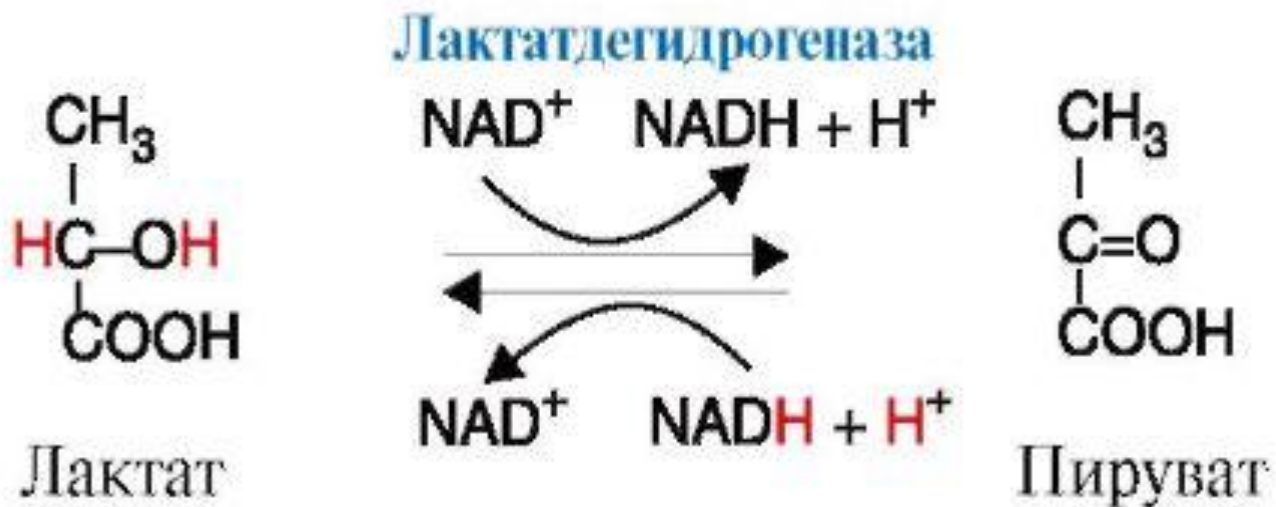 Лактатдегидрогеназа
NAD⁺ NADH + H⁺
CH₃
HC–OH
COOH
CH₃
C=O
COOH
NAD⁺ NADH + H⁺
Лактат
Пируват